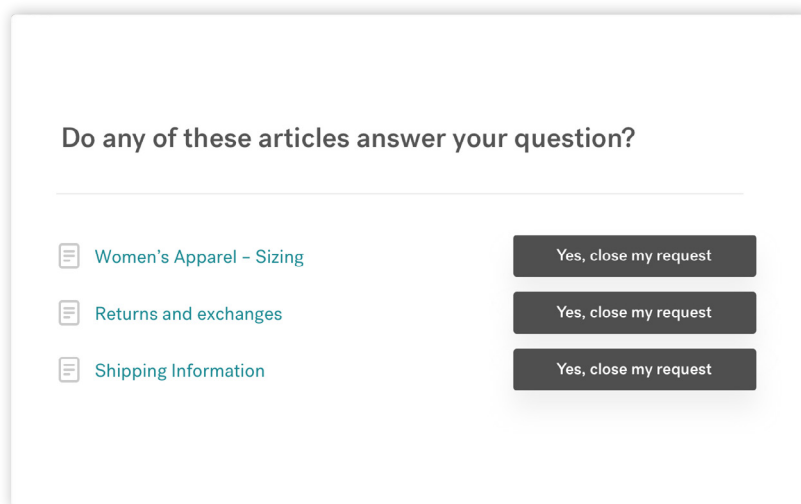 Do any of these articles answer your question?
Women’s Apparel – Sizing
Yes, close my request
Returns and exchanges
Yes, close my request
Shipping Information
Yes, close my request